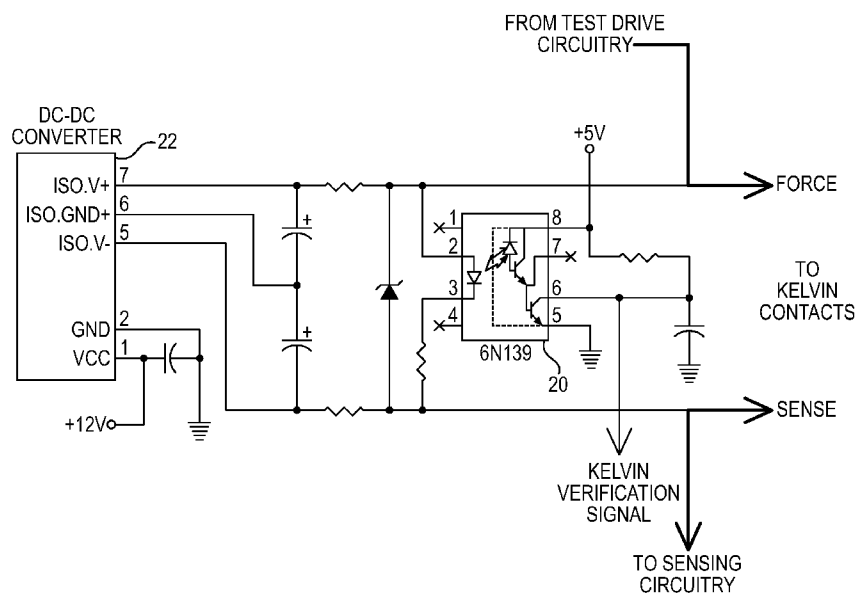 FROM TEST DRIVE
CIRCUITRY
DC-DC
CONVERTER
22
+5V
ISO.V+
7
FORCE
ISO.GND+
6
ISO.V-
5
1
8
2
7
3
6
4
5
TO
KELVIN
CONTACTS
GND
2
VCC
1
6N139
20
+12V
SENSE
KELVIN
VERIFICATION
SIGNAL
TO SENSING
CIRCUITRY